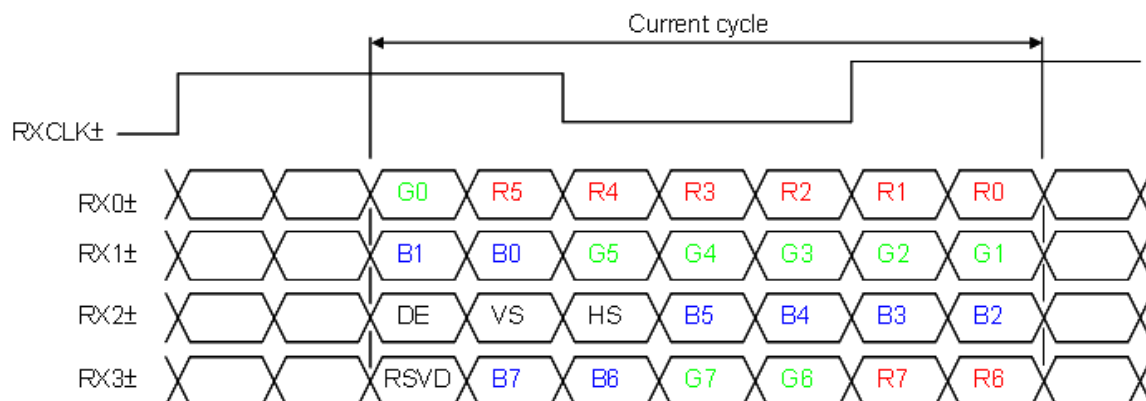 Current cycle
RXCLK±
RX0± G0 R5 R4 R3 R2 R1 R0
RX1± B1 B0 G5 G4 G3 G2 G1
RX2± DE VS HS B5 B4 B3 B2
RX3± RSVD B7 B6 G7 G6 R7 R6